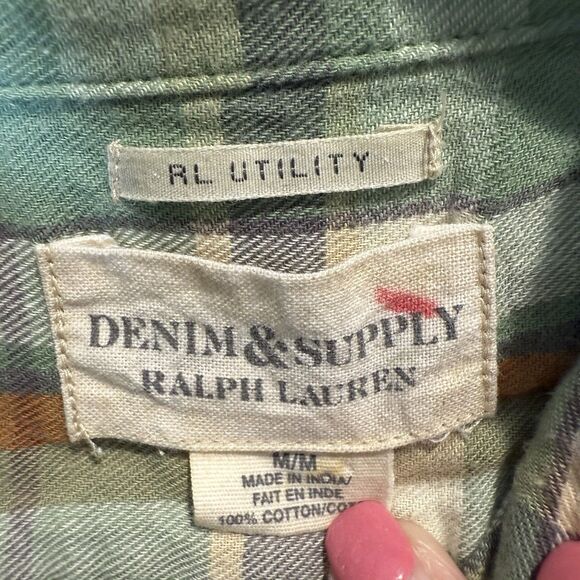 RL UTILITY
DENIM & SUPPLY
RALPH LAUREN
M/M
MADE IN INDIA/
FAIT EN INDE
100% COTTON/